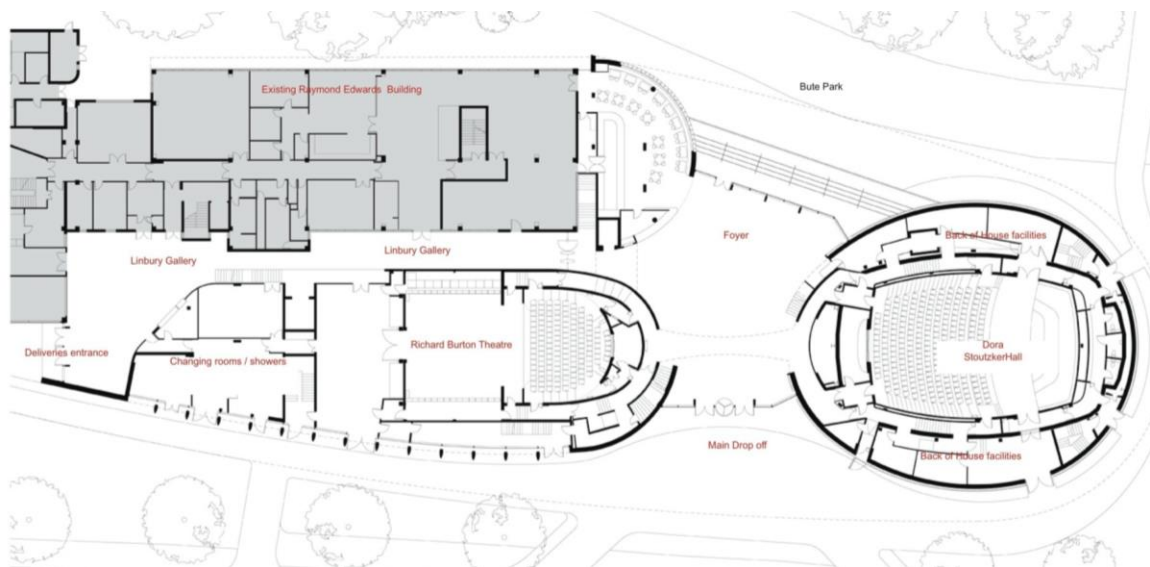 Existing Raymond Edwards Building
Bute Park
Foyer
Back of House facilities
Linbury Gallery
Linbury Gallery
Deliveries entrance
Changing rooms / showers
Richard Burton Theatre
Dora
StoutzkerHall
Main Drop off
Back of House facilities